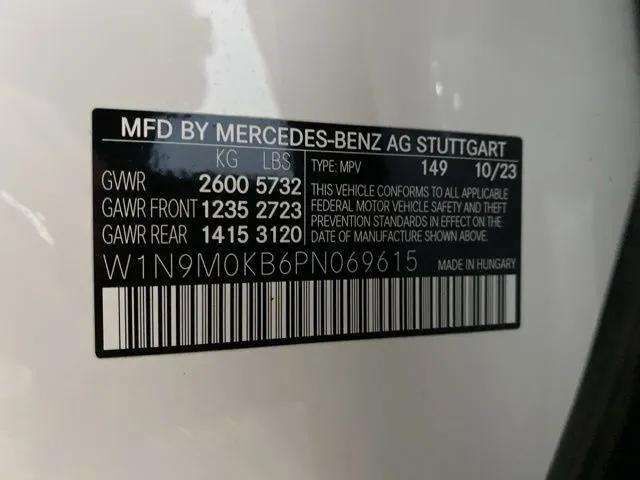 MFD BY MERCEDES-BENZ AG STUTTGART
KG LBS
TYPE: MPV 149 10/23
GVWR 2600 5732
GAWR FRONT 1235 2723
GAWR REAR 1415 3120
THIS VEHICLE CONFORMS TO ALL APPLICABLE
FEDERAL MOTOR VEHICLE SAFETY AND THEFT
PREVENTION STANDARDS IN EFFECT ON THE
DATE OF MANUFACTURE SHOWN ABOVE.
W1N9M0KB6PN069615 MADE IN HUNGARY